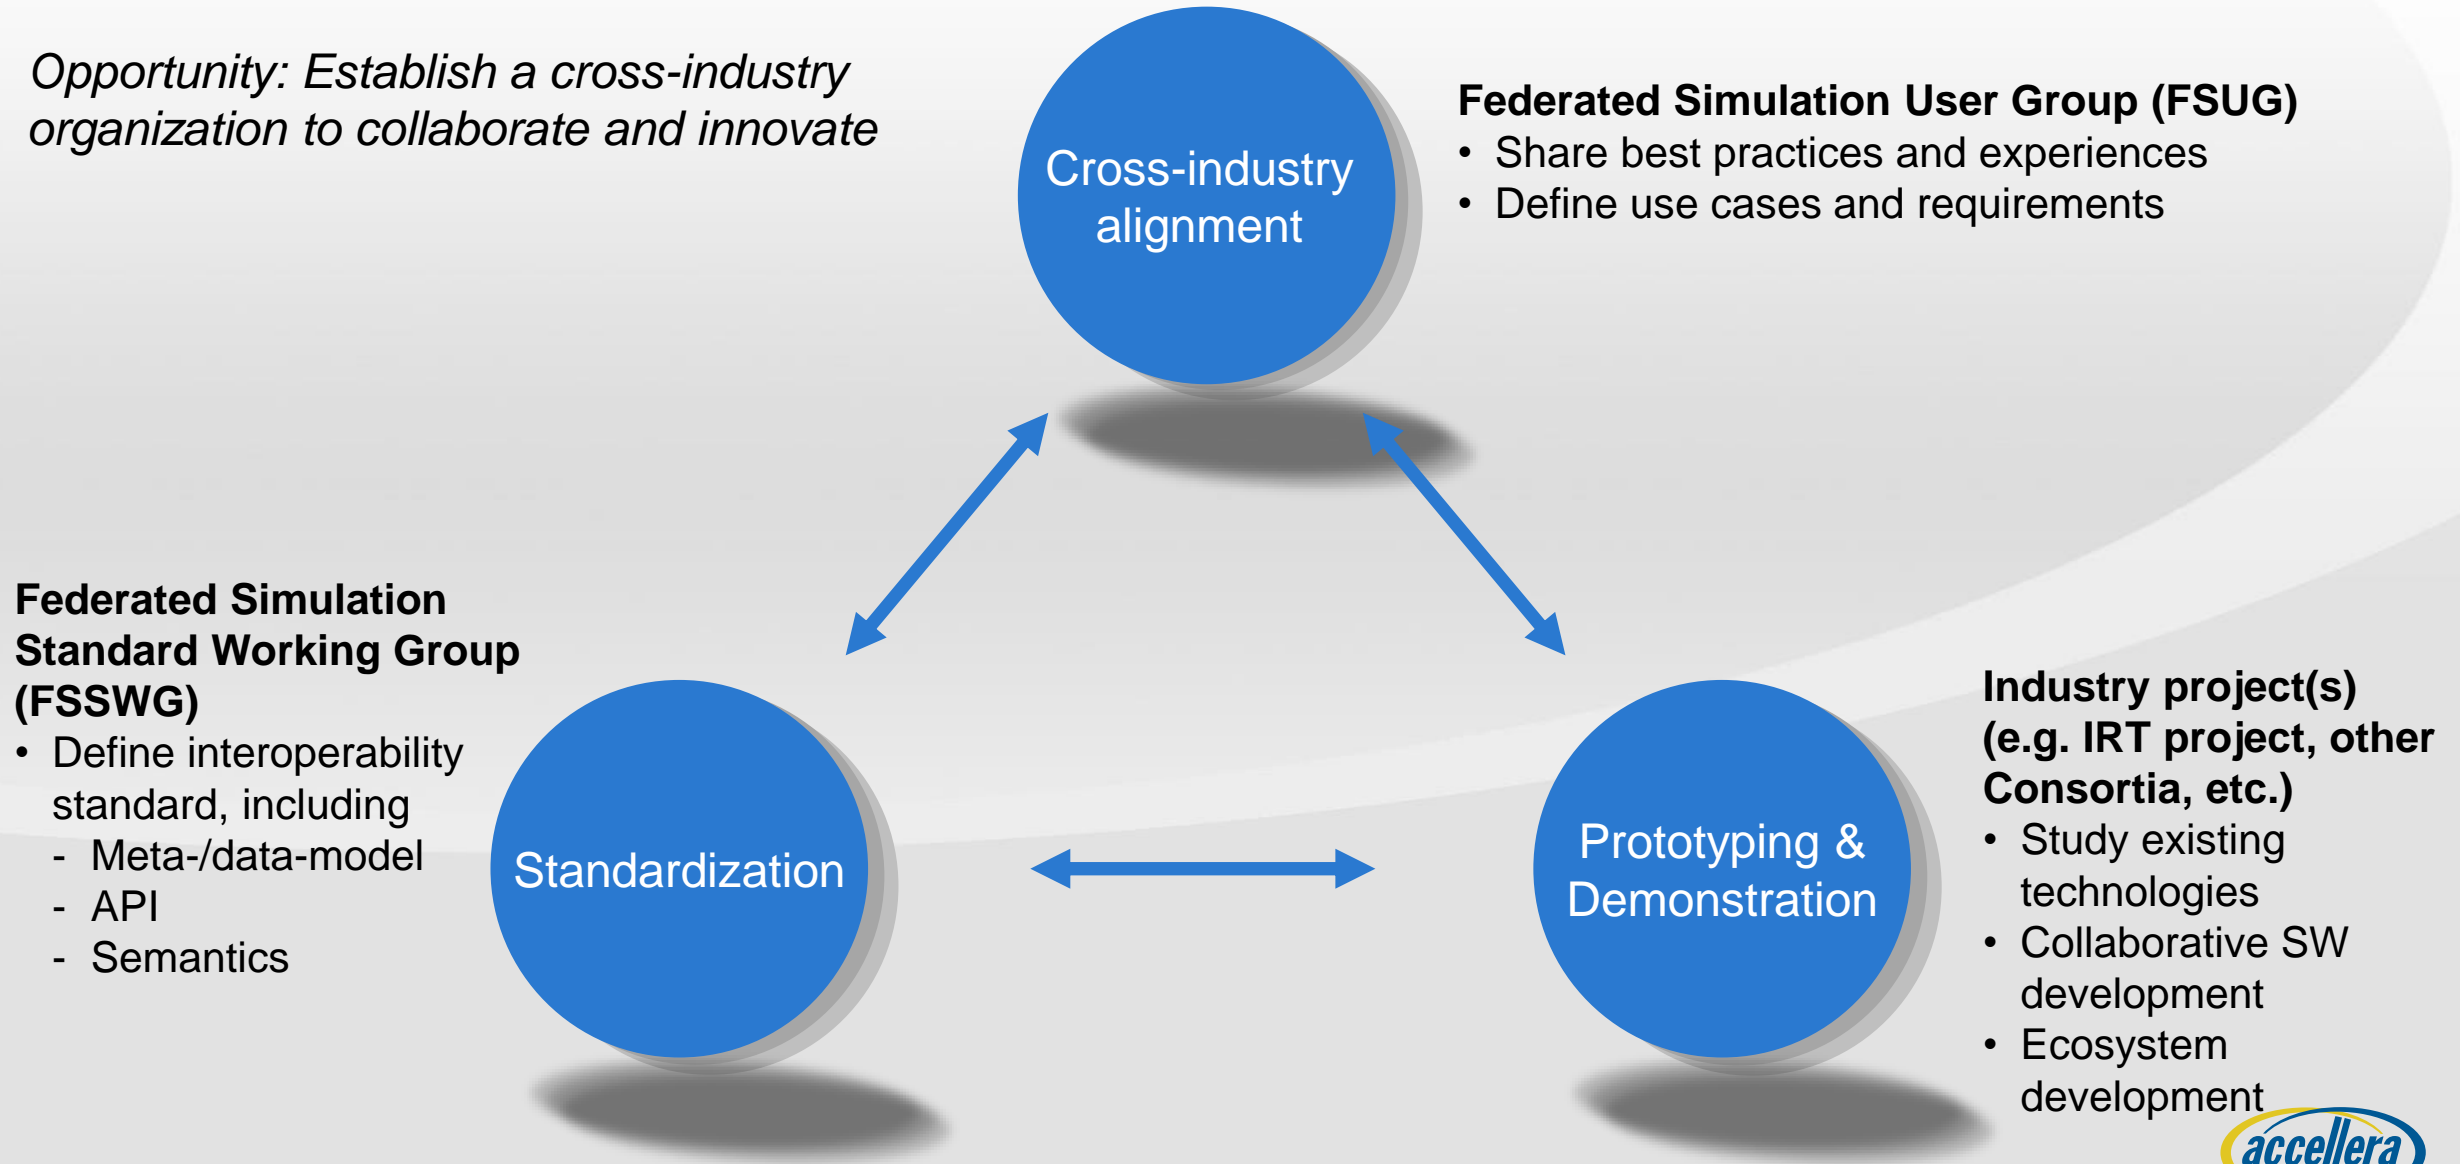 Opportunity: Establish a cross-industry
organization to collaborate and innovate
Cross-industry
alignment
Federated Simulation User Group (FSUG)
• Share best practices and experiences
• Define use cases and requirements
Federated Simulation
Standard Working Group
(FSSWG)
• Define interoperability
standard, including
- Meta-/data-model
- API
- Semantics
Standardization
Prototyping &
Demonstration
Industry project(s)
(e.g. IRT project, other
Consortia, etc.)
• Study existing
technologies
• Collaborative SW
development
• Ecosystem
development
accellera